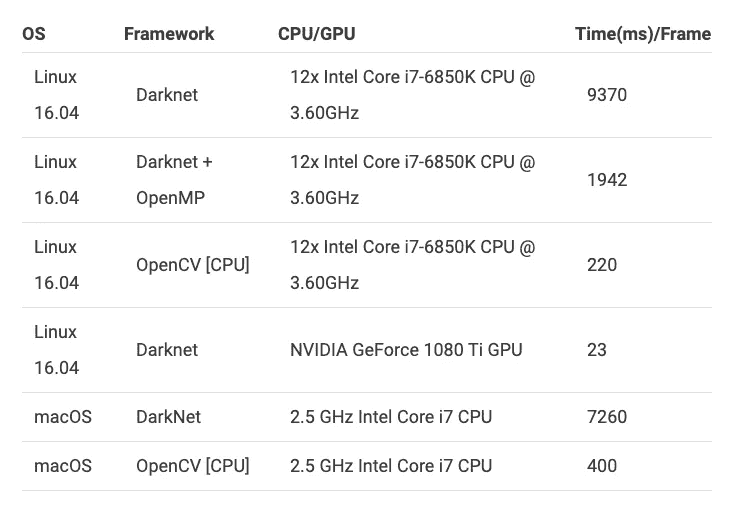 OS Framework CPU/GPU Time(ms)/Frame
Linux 16.04 Darknet 12x Intel Core i7-6850K CPU @ 3.60GHz 9370
Linux 16.04 Darknet + OpenMP 12x Intel Core i7-6850K CPU @ 3.60GHz 1942
Linux 16.04 OpenCV [CPU] 12x Intel Core i7-6850K CPU @ 3.60GHz 220
Linux 16.04 Darknet NVIDIA GeForce 1080 Ti GPU 23
macOS DarkNet 2.5 GHz Intel Core i7 CPU 7260
macOS OpenCV [CPU] 2.5 GHz Intel Core i7 CPU 400